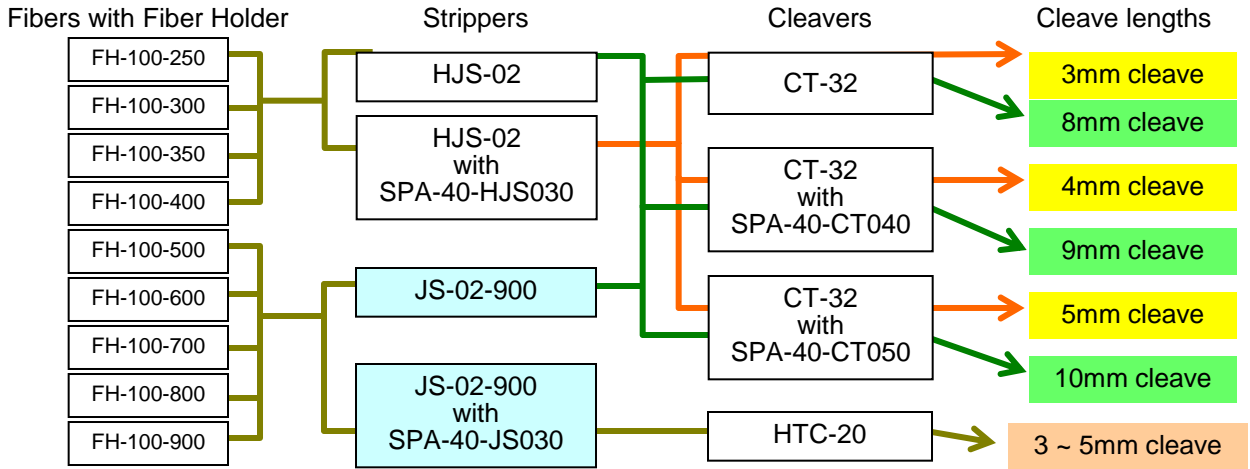 Fibers with Fiber Holder
FH-100-250
FH-100-300
FH-100-350
FH-100-400
FH-100-500
FH-100-600
FH-100-700
FH-100-800
FH-100-900
Strippers
HJS-02
HJS-02
with
SPA-40-HJS030
JS-02-900
JS-02-900
with
SPA-40-JS030
Cleavers
CT-32
CT-32
with
SPA-40-CT040
CT-32
with
SPA-40-CT050
HTC-20
Cleave lengths
3mm cleave
8mm cleave
4mm cleave
9mm cleave
5mm cleave
10mm cleave
3 ~ 5mm cleave